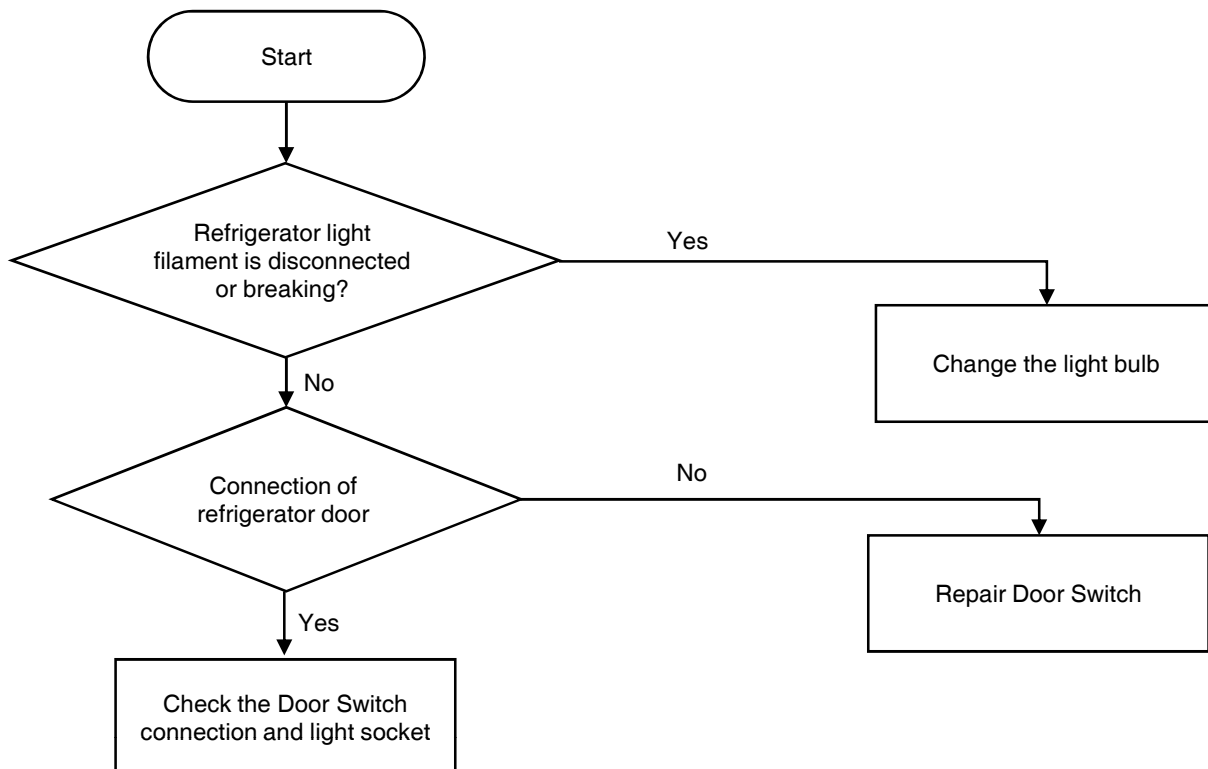 Start
Refrigerator light
filament is disconnected
or breaking?
Yes
Change the light bulb
No
Connection of
refrigerator door
No
Repair Door Switch
Yes
Check the Door Switch
connection and light socket